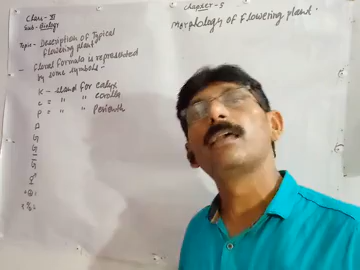 Class - XI
Sub - Biology
Chapter - 5
Morphology of Flowering plant.
Topic - Description of Typical
flowering plant
- floral formula is represented
by some symbols.
K - stand for calyx
C = " " corolla
P = " " Perianth
A
G
G
G
⚥
"⊕"
"%"